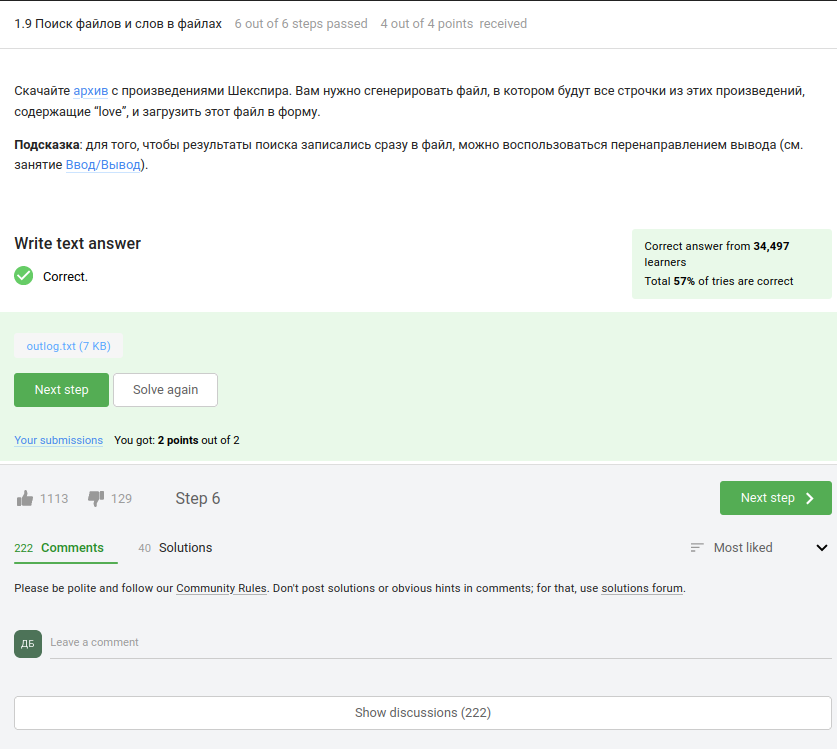 1.9 Поиск файлов и слов в файлах 6 out of 6 steps passed 4 out of 4 points received
Скачайте архив с произведениями Шекспира. Вам нужно сгенерировать файл, в котором будут все строчки из этих произведений,
содержащие “love”, и загрузить этот файл в форму.
Подсказка: для того, чтобы результаты поиска записались сразу в файл, можно воспользоваться перенаправлением вывода (см.
занятие Ввод/Вывод).
Write text answer
Correct.
Correct answer from 34,497
learners
Total 57% of tries are correct
outlog.txt (7 KB)
Next step Solve again
Your submissions You got: 2 points out of 2
1113 129 Step 6 Next step
222 Comments 40 Solutions Most liked
Please be polite and follow our Community Rules. Don't post solutions or obvious hints in comments; for that, use solutions forum.
ДБ Leave a comment
Show discussions (222)